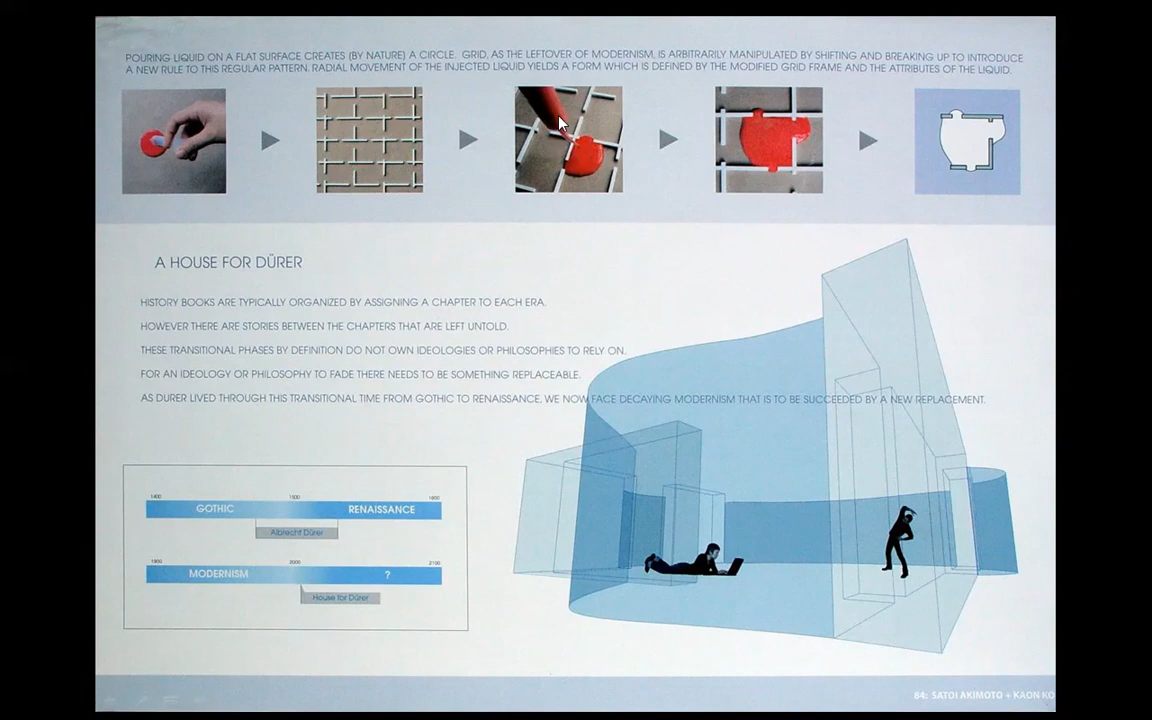 POURING LIQUID ON A FLAT SURFACE CREATES (BY NATURE) A CIRCLE. GRID, AS THE LEFTOVER OF MODERNISM, IS ARBITRARILY MANIPULATED BY SHIFTING AND BREAKING UP TO INTRODUCE
A NEW RULE TO THIS REGULAR PATTERN. RADIAL MOVEMENT OF THE INJECTED LIQUID YIELDS A FORM WHICH IS DEFINED BY THE MODIFIED GRID FRAME AND THE ATTRIBUTES OF THE LIQUID.
A HOUSE FOR DÜRER
HISTORY BOOKS ARE TYPICALLY ORGANIZED BY ASSIGNING A CHAPTER TO EACH ERA.
HOWEVER THERE ARE STORIES BETWEEN THE CHAPTERS THAT ARE LEFT UNTOLD.
THESE TRANSITIONAL PHASES BY DEFINITION DO NOT OWN IDEOLOGIES OR PHILOSOPHIES TO RELY ON.
FOR AN IDEOLOGY OR PHILOSOPHY TO FADE THERE NEEDS TO BE SOMETHING REPLACEABLE.
AS DURER LIVED THROUGH THIS TRANSITIONAL TIME FROM GOTHIC TO RENAISSANCE, WE NOW FACE DECAYING MODERNISM THAT IS TO BE SUCCEEDED BY A NEW REPLACEMENT.
1400 1500 1600
GOTHIC RENAISSANCE
Albrecht Dürer
1900 2000 2100
MODERNISM ?
House for Dürer
84: SATOI AKIMOTO + KAON KO